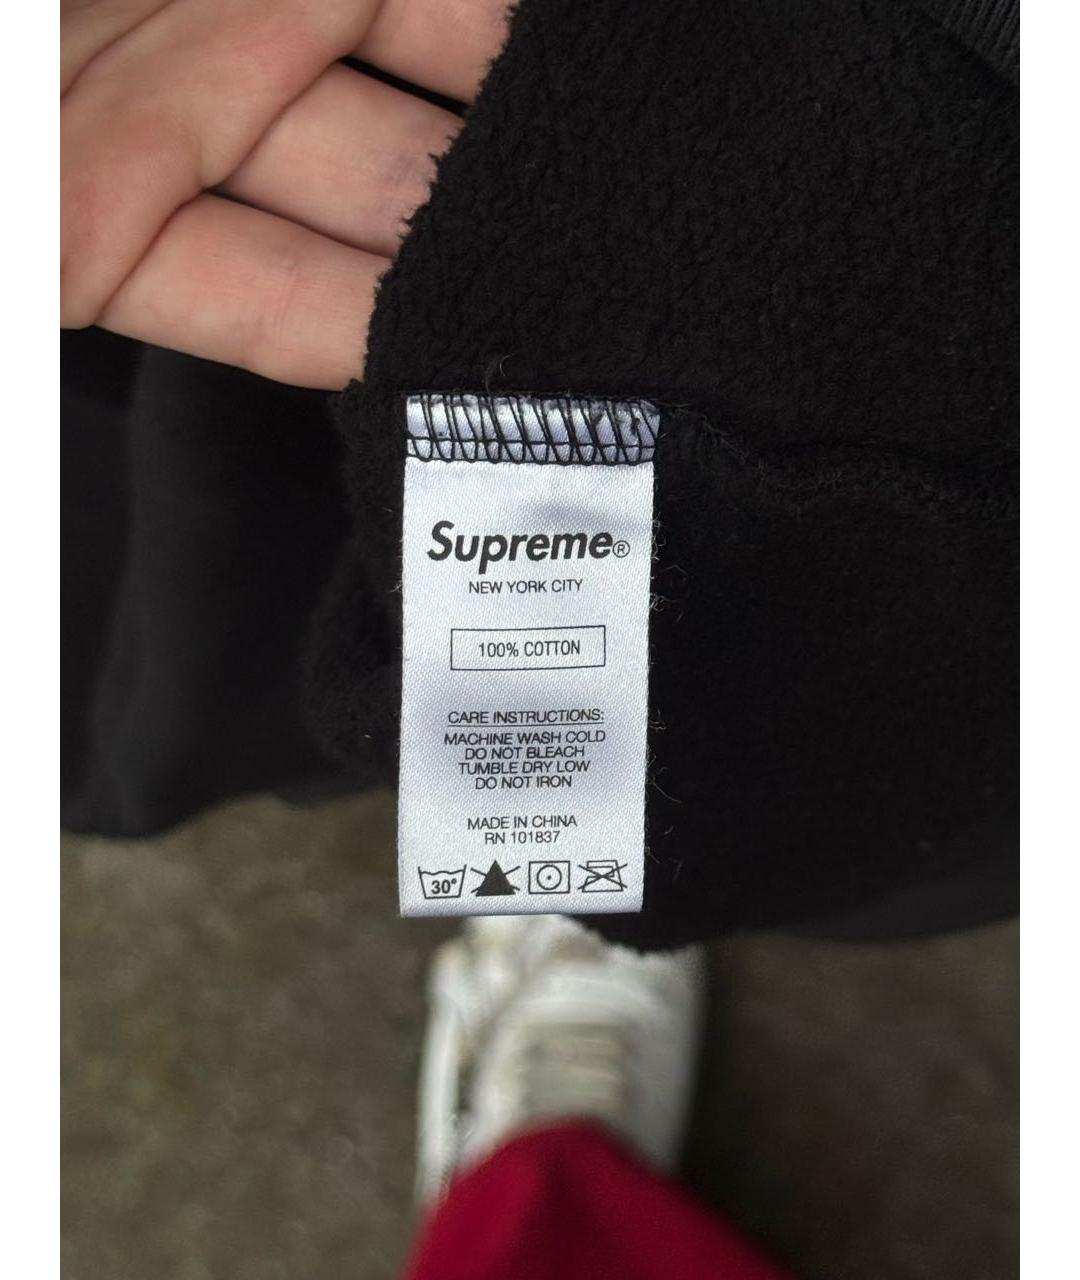 Supreme®
NEW YORK CITY
100% COTTON
CARE INSTRUCTIONS:
MACHINE WASH COLD
DO NOT BLEACH
TUMBLE DRY LOW
DO NOT IRON
MADE IN CHINA
RN 101837
30°